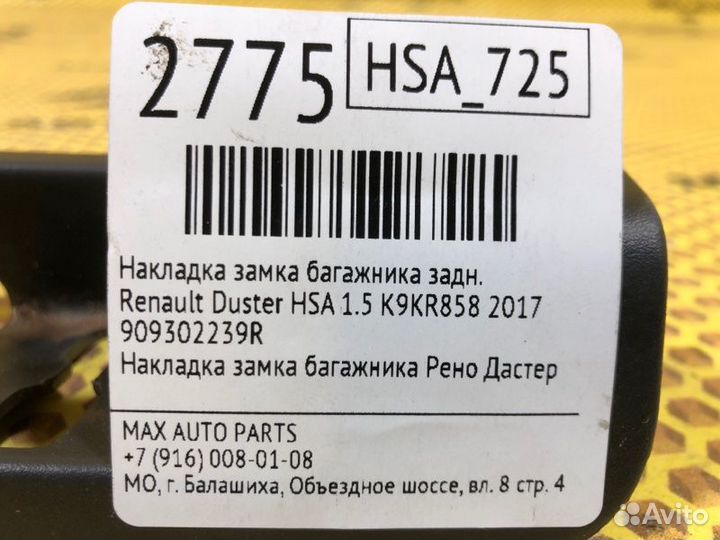 2775
HSA_725
Накладка замка багажника задн.
Renault Duster HSA 1.5 K9KR858 2017
909302239R
Накладка замка багажника Рено Дастер
MAX AUTO PARTS
+7 (916) 008-01-08
МО, г. Балашиха, Объездное шоссе, вл. 8 стр. 4
Avito